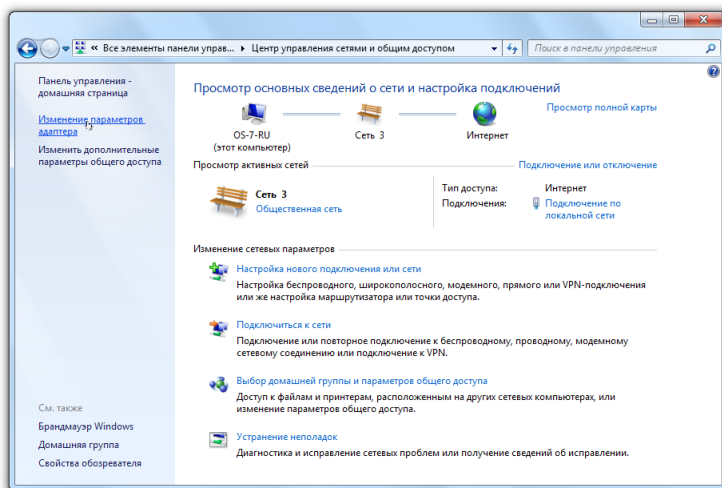 « Все элементы панели управ... ▸ Центр управления сетями и общим доступом
Поиск в панели управления
Панель управления -
домашняя страница
Изменение параметров
адаптера
Изменить дополнительные
параметры общего доступа
См. также
Брандмауэр Windows
Домашняя группа
Свойства обозревателя
Просмотр основных сведений о сети и настройка подключений
Просмотр полной карты
OS-7-RU
(этот компьютер)
Сеть 3
Интернет
Просмотр активных сетей
Подключение или отключение
Сеть 3
Общественная сеть
Тип доступа: Интернет
Подключения: Подключение по
локальной сети
Изменение сетевых параметров
Настройка нового подключения или сети
Настройка беспроводного, широкополосного, модемного, прямого или VPN-подключения
или же настройка маршрутизатора или точки доступа.
Подключиться к сети
Подключение или повторное подключение к беспроводному, проводному, модемному
сетевому соединению или подключение к VPN.
Выбор домашней группы и параметров общего доступа
Доступ к файлам и принтерам, расположенным на других сетевых компьютерах, или
изменение параметров общего доступа.
Устранение неполадок
Диагностика и исправление сетевых проблем или получение сведений об исправлении.